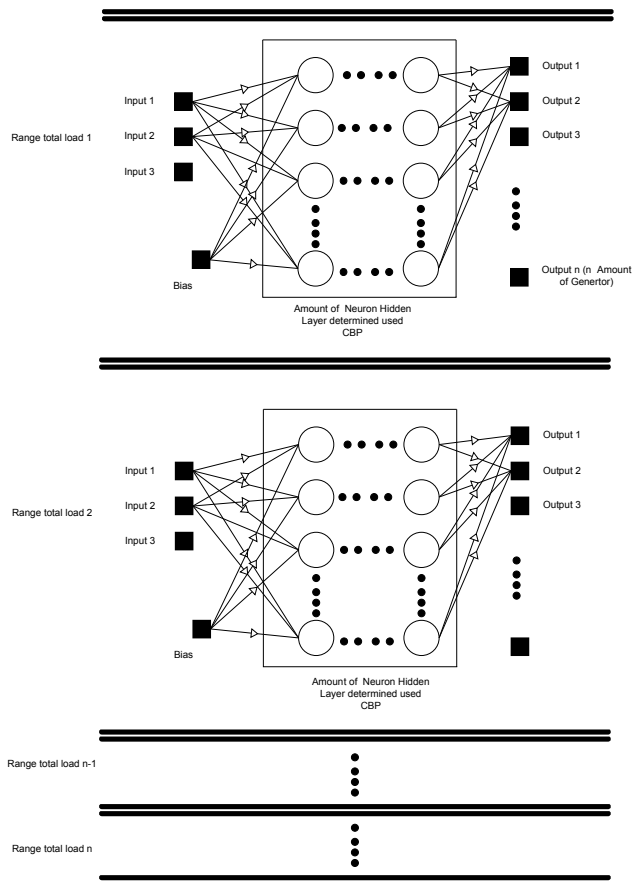 Range total load 1
Input 1
Input 2
Input 3
Bias
Output 1
Output 2
Output 3
Output n (n Amount
of Genertor)
Amount of Neuron Hidden
Layer determined used
CBP
Range total load 2
Input 1
Input 2
Input 3
Bias
Output 1
Output 2
Output 3
Amount of Neuron Hidden
Layer determined used
CBP
Range total load n-1
Range total load n